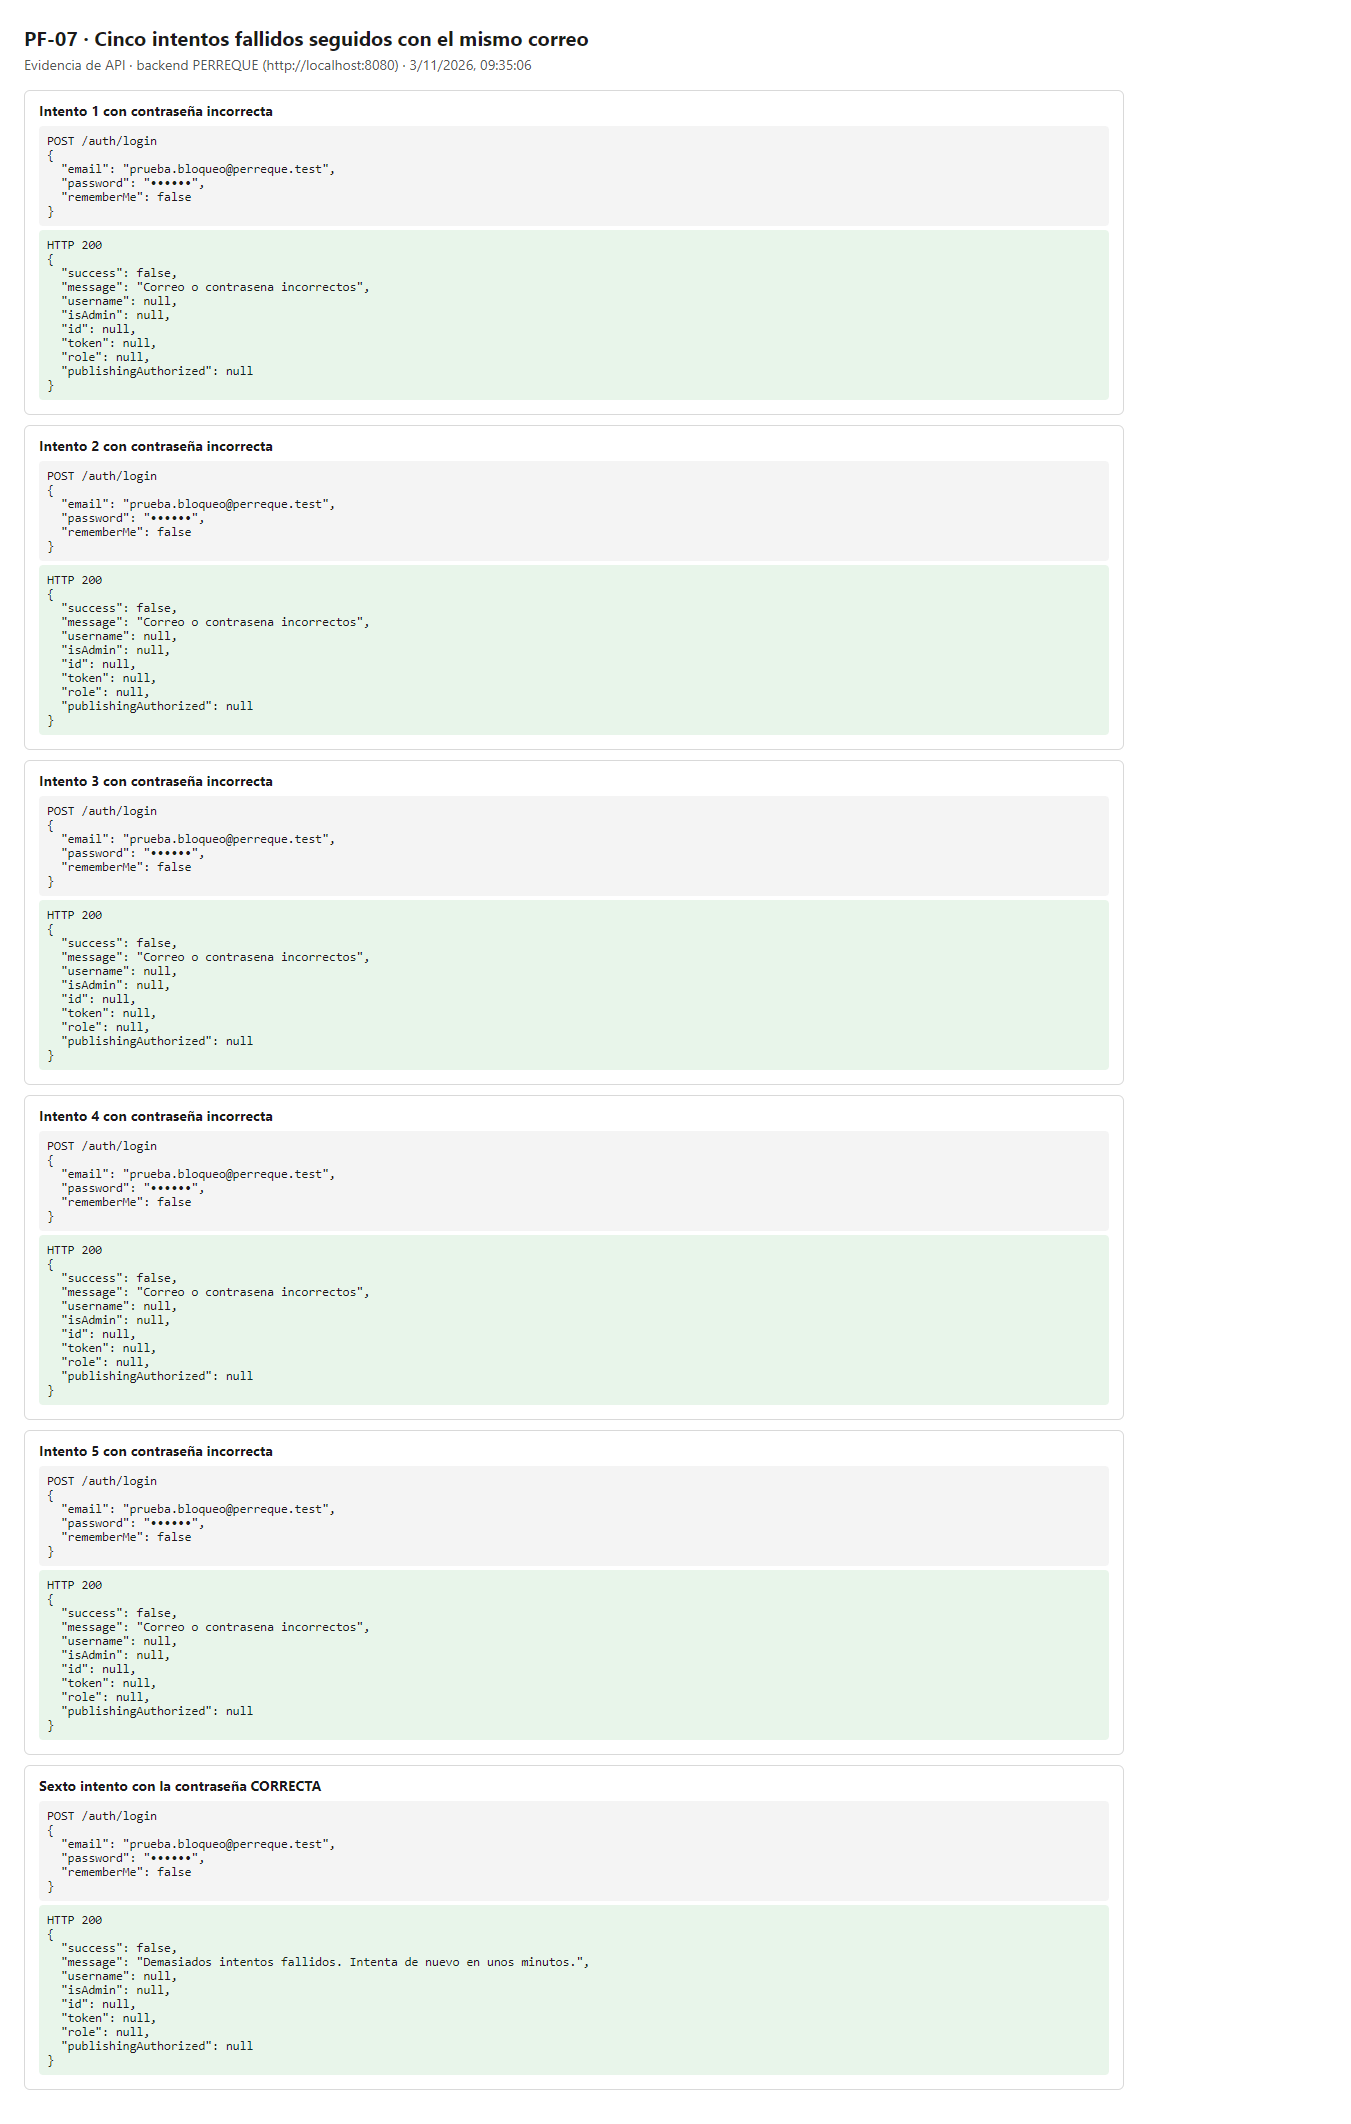 PF-07 · Cinco intentos fallidos seguidos con el mismo correo
Evidencia de API · backend PERREQUE (http://localhost:8080) · 3/11/2026, 09:35:06
Intento 1 con contraseña incorrecta
POST /auth/login
{
  "email": "prueba.bloqueo@perreque.test",
  "password": "••••••",
  "rememberMe": false
}
HTTP 200
{
  "success": false,
  "message": "Correo o contrasena incorrectos",
  "username": null,
  "isAdmin": null,
  "id": null,
  "token": null,
  "role": null,
  "publishingAuthorized": null
}
Intento 2 con contraseña incorrecta
POST /auth/login
{
  "email": "prueba.bloqueo@perreque.test",
  "password": "••••••",
  "rememberMe": false
}
HTTP 200
{
  "success": false,
  "message": "Correo o contrasena incorrectos",
  "username": null,
  "isAdmin": null,
  "id": null,
  "token": null,
  "role": null,
  "publishingAuthorized": null
}
Intento 3 con contraseña incorrecta
POST /auth/login
{
  "email": "prueba.bloqueo@perreque.test",
  "password": "••••••",
  "rememberMe": false
}
HTTP 200
{
  "success": false,
  "message": "Correo o contrasena incorrectos",
  "username": null,
  "isAdmin": null,
  "id": null,
  "token": null,
  "role": null,
  "publishingAuthorized": null
}
Intento 4 con contraseña incorrecta
POST /auth/login
{
  "email": "prueba.bloqueo@perreque.test",
  "password": "••••••",
  "rememberMe": false
}
HTTP 200
{
  "success": false,
  "message": "Correo o contrasena incorrectos",
  "username": null,
  "isAdmin": null,
  "id": null,
  "token": null,
  "role": null,
  "publishingAuthorized": null
}
Intento 5 con contraseña incorrecta
POST /auth/login
{
  "email": "prueba.bloqueo@perreque.test",
  "password": "••••••",
  "rememberMe": false
}
HTTP 200
{
  "success": false,
  "message": "Correo o contrasena incorrectos",
  "username": null,
  "isAdmin": null,
  "id": null,
  "token": null,
  "role": null,
  "publishingAuthorized": null
}
Sexto intento con la contraseña CORRECTA
POST /auth/login
{
  "email": "prueba.bloqueo@perreque.test",
  "password": "••••••",
  "rememberMe": false
}
HTTP 200
{
  "success": false,
  "message": "Demasiados intentos fallidos. Intenta de nuevo en unos minutos.",
  "username": null,
  "isAdmin": null,
  "id": null,
  "token": null,
  "role": null,
  "publishingAuthorized": null
}